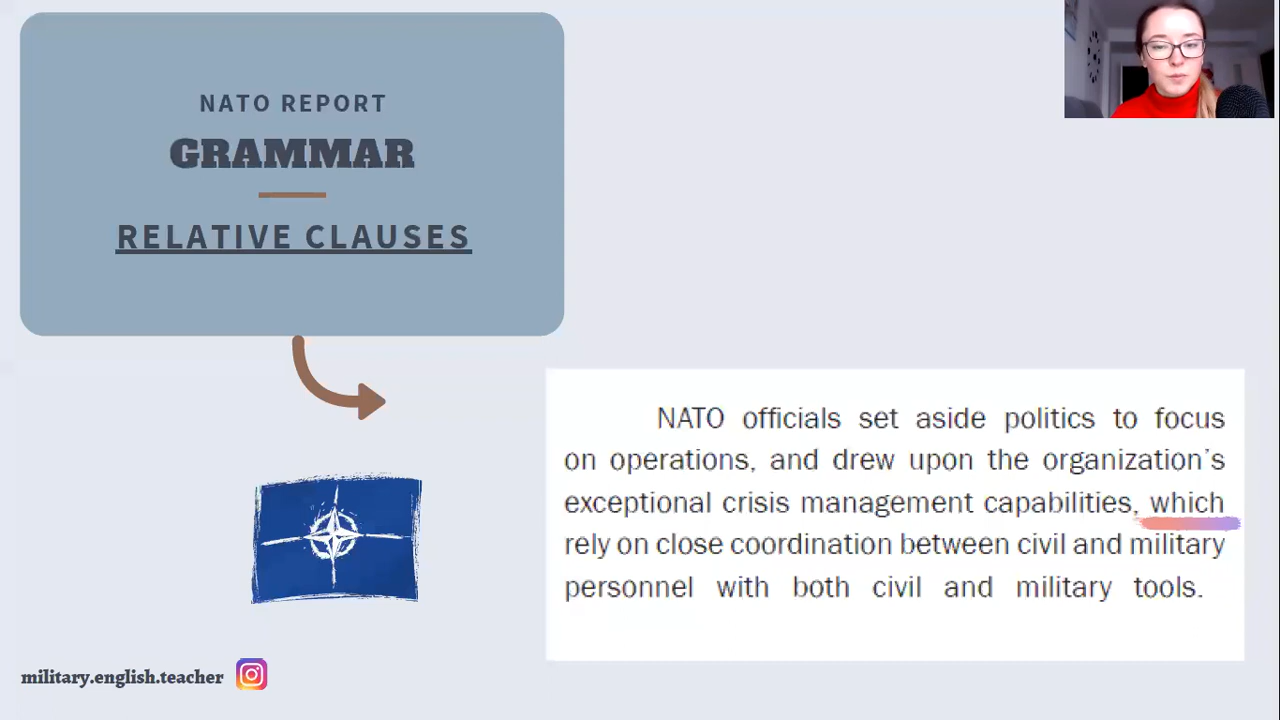 NATO REPORT
GRAMMAR
RELATIVE CLAUSES
NATO officials set aside politics to focus
on operations, and drew upon the organization's
exceptional crisis management capabilities, which
rely on close coordination between civil and military
personnel with both civil and military tools.
military.english.teacher